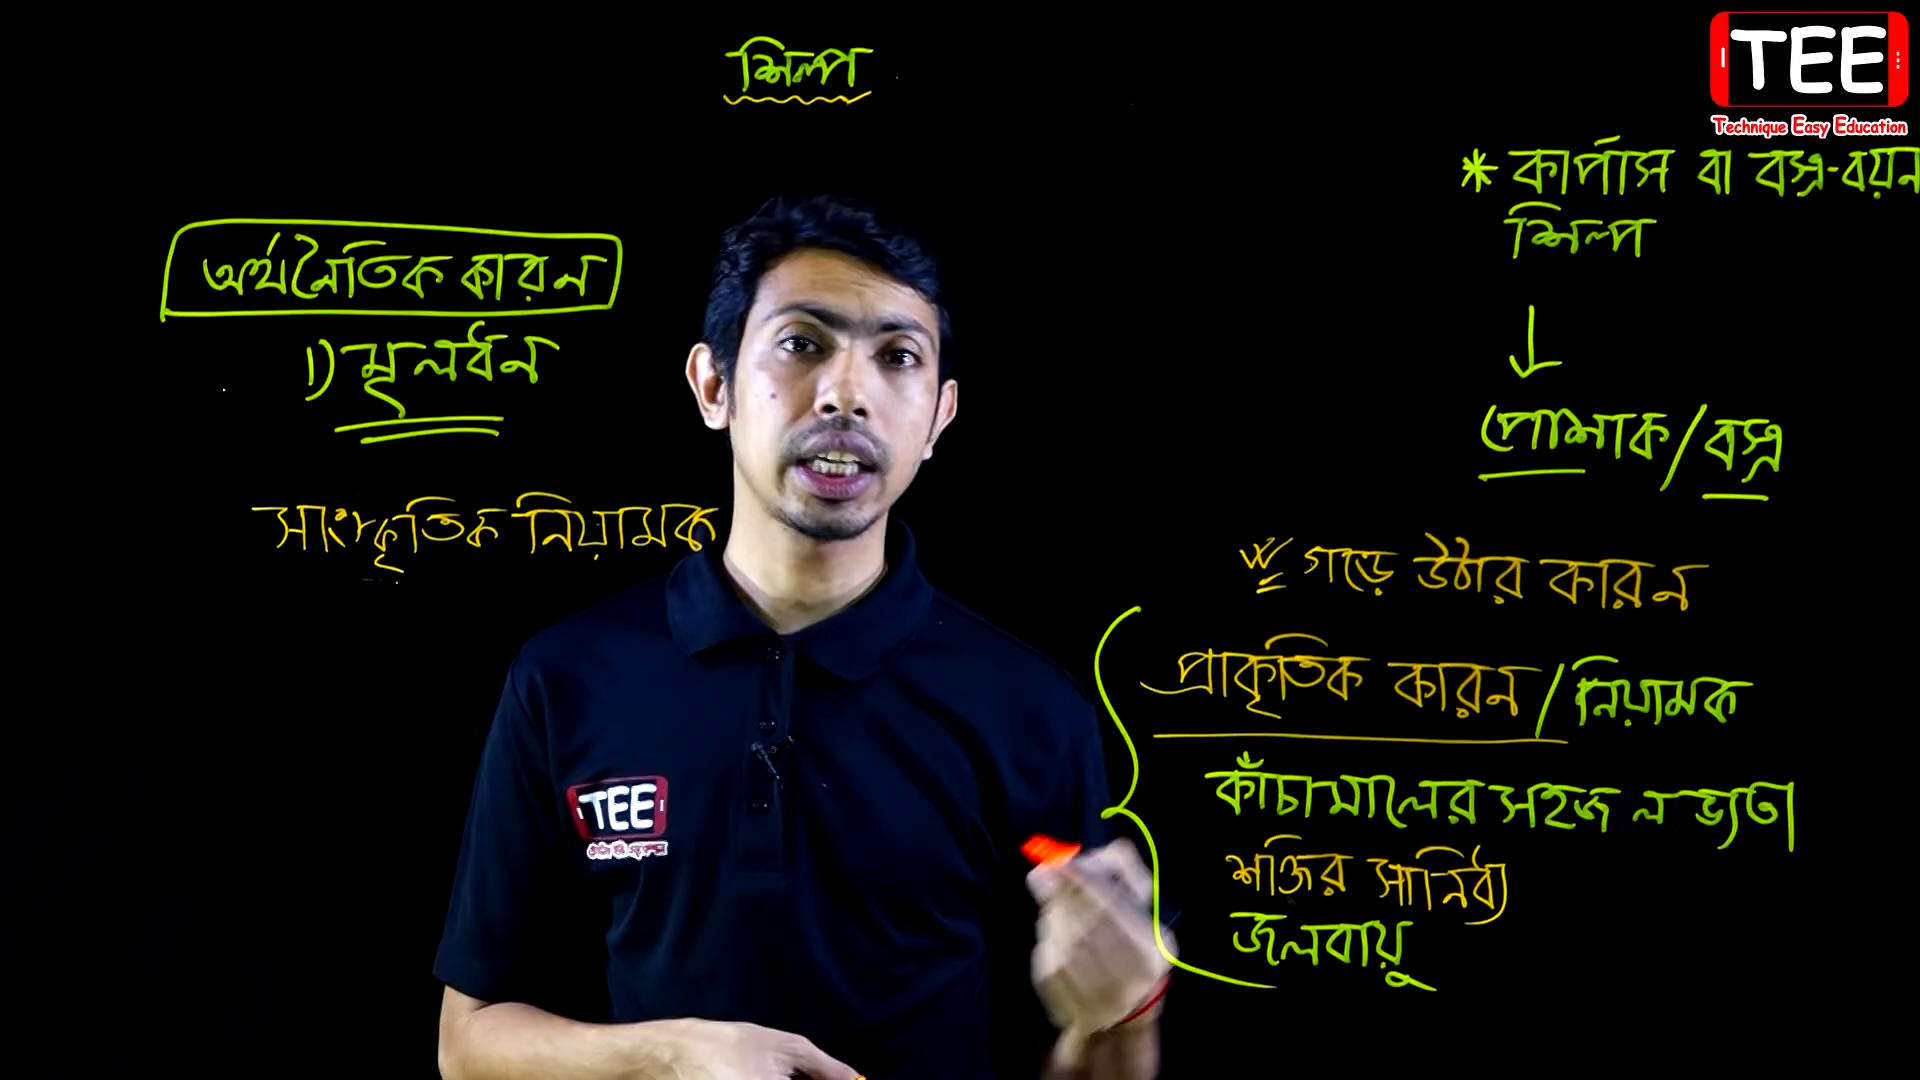 শিল্প
TEE
Technique Easy Education
* কার্পাস বা বস্ত্র-বয়ন
শিল্প
পোশাক/বস্ত্র
গড়ে উঠার কারন
প্রাকৃতিক কারন/নিয়ামক
কাঁচামালের সহজ লভ্যতা
শক্তির সানিধ্য
জলবায়ু
অর্থনৈতিক কারন
১) মূলধন
সাংস্কৃতিক নিয়ামক
TEE